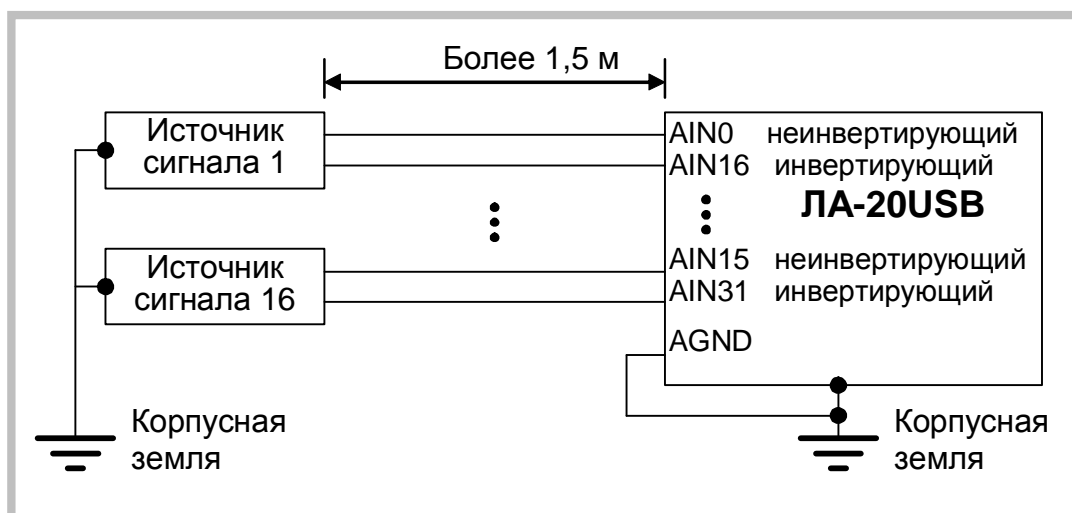 Более 1,5 м
Источник
сигнала 1
AIN0 неинвертирующий
AIN16 инвертирующий
ЛА-20USB
Источник
сигнала 16
AIN15 неинвертирующий
AIN31 инвертирующий
AGND
Корпусная
земля
Корпусная
земля